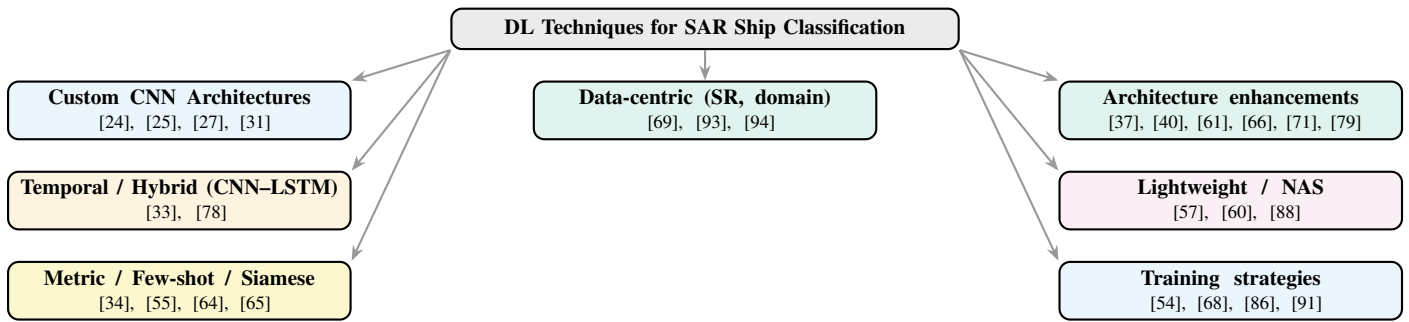 DL Techniques for SAR Ship Classification
Custom CNN Architectures
[24], [25], [27], [31]
Data-centric (SR, domain)
[69], [93], [94]
Architecture enhancements
[37], [40], [61], [66], [71], [79]
Temporal / Hybrid (CNN–LSTM)
[33], [78]
Lightweight / NAS
[57], [60], [88]
Metric / Few-shot / Siamese
[34], [55], [64], [65]
Training strategies
[54], [68], [86], [91]